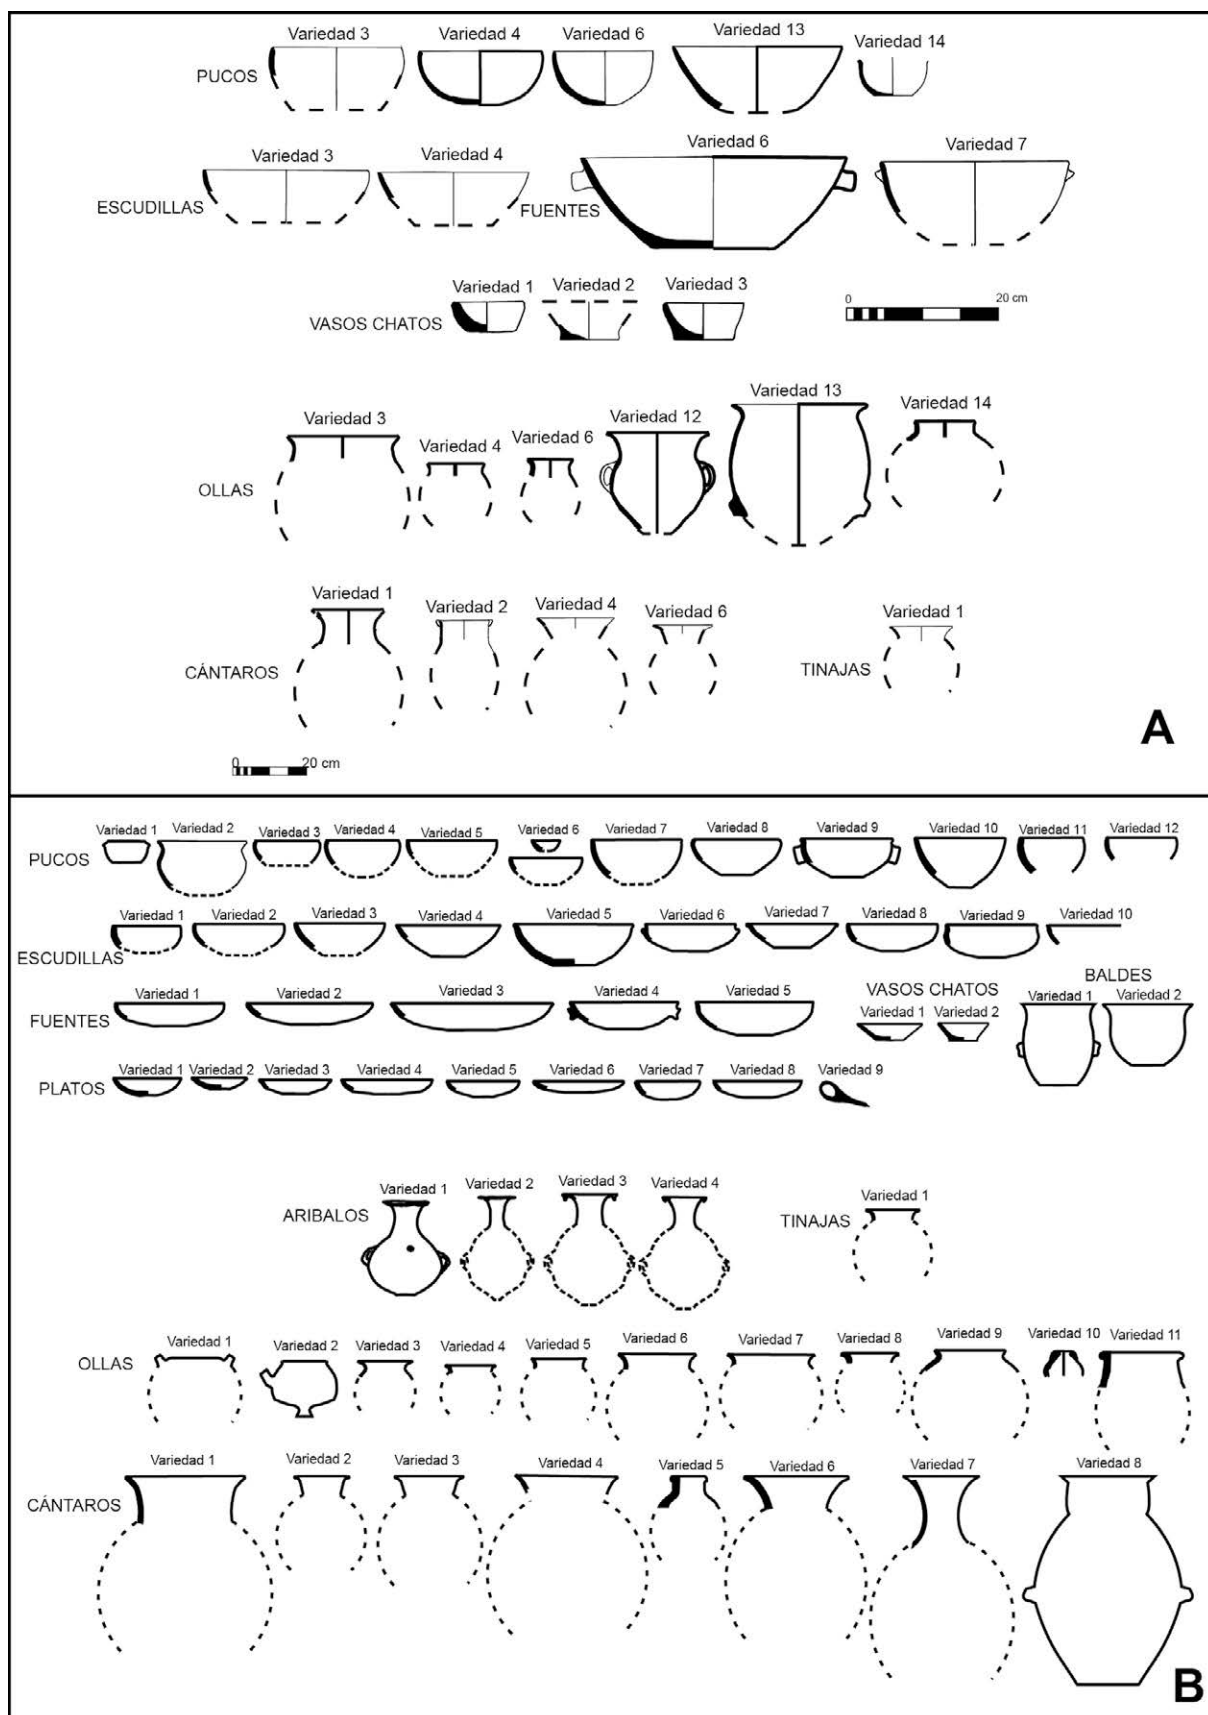 Variedad 3 Variedad 4 Variedad 6 Variedad 13 Variedad 14
PUCOS
Variedad 3 Variedad 4 Variedad 6 Variedad 7
ESCUDILLAS FUENTES
Variedad 1 Variedad 2 Variedad 3
VASOS CHATOS
0 20 cm
Variedad 3 Variedad 4 Variedad 6 Variedad 12 Variedad 13 Variedad 14
OLLAS
Variedad 1 Variedad 2 Variedad 4 Variedad 6 Variedad 1
CÁNTAROS TINAJAS
A
0 20 cm
Variedad 1 Variedad 2 Variedad 3 Variedad 4 Variedad 5 Variedad 6 Variedad 7 Variedad 8 Variedad 9 Variedad 10 Variedad 11 Variedad 12
PUCOS
Variedad 1 Variedad 2 Variedad 3 Variedad 4 Variedad 5 Variedad 6 Variedad 7 Variedad 8 Variedad 9 Variedad 10
ESCUDILLAS
BALDES
Variedad 1 Variedad 2
VASOS CHATOS
Variedad 1 Variedad 2
Variedad 1 Variedad 2 Variedad 3 Variedad 4 Variedad 5
FUENTES
Variedad 1 Variedad 2 Variedad 3 Variedad 4 Variedad 5 Variedad 6 Variedad 7 Variedad 8 Variedad 9
PLATOS
Variedad 1 Variedad 2 Variedad 3 Variedad 4 Variedad 1
ARIBALOS TINAJAS
Variedad 1 Variedad 2 Variedad 3 Variedad 4 Variedad 5 Variedad 6 Variedad 7 Variedad 8 Variedad 9 Variedad 10 Variedad 11
OLLAS
Variedad 1 Variedad 2 Variedad 3 Variedad 4 Variedad 5 Variedad 6 Variedad 7 Variedad 8
CÁNTAROS
B